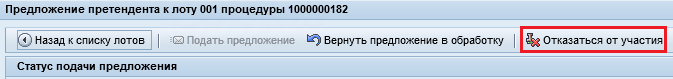 Предложение претендента к лоту 001 процедуры 1000000182
Назад к списку лотов Подать предложение Вернуть предложение в обработку Отказаться от участия
Статус подачи предложения